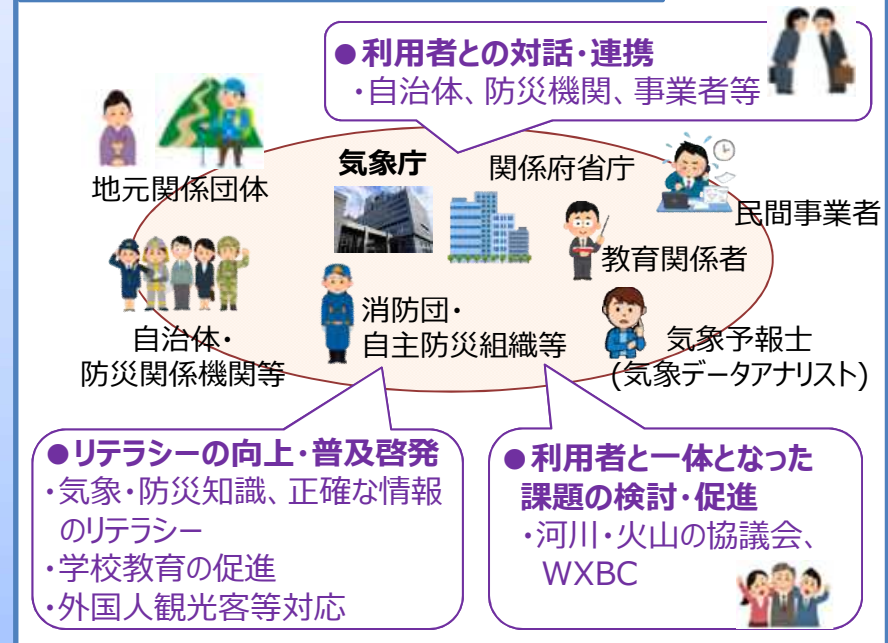 ●利用者との対話・連携
・自治体、防災機関、事業者等
気象庁
関係府省庁
地元関係団体
民間事業者
教育関係者
消防団・
自主防災組織等
自治体・
防災関係機関等
気象予報士
(気象データアナリスト)
●リテラシーの向上・普及啓発
・気象・防災知識、正確な情報
のリテラシー
・学校教育の促進
・外国人観光客等対応
●利用者と一体となった
課題の検討・促進
・河川・火山の協議会、
WXBC